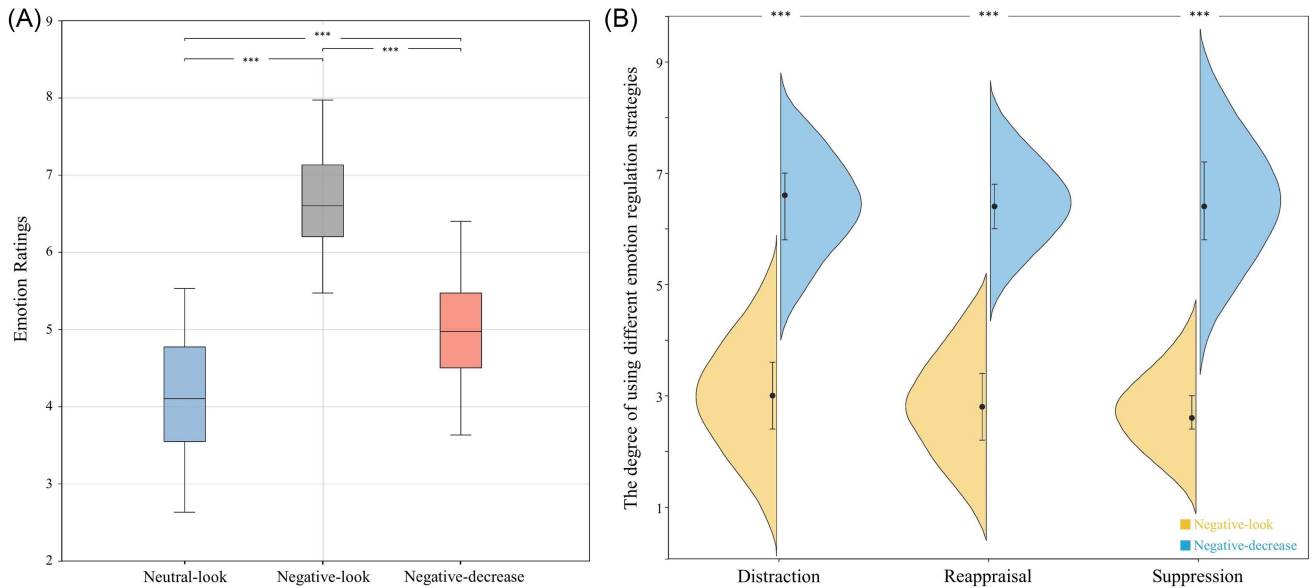 (A)
9
8
7
6
5
4
3
2
Emotion Ratings
***
***
***
Neutral-look
Negative-look
Negative-decrease
(B)
9
7
5
3
1
The degree of using different emotion regulation strategies
***
***
***
Negative-look
Negative-decrease
Distraction
Reappraisal
Suppression